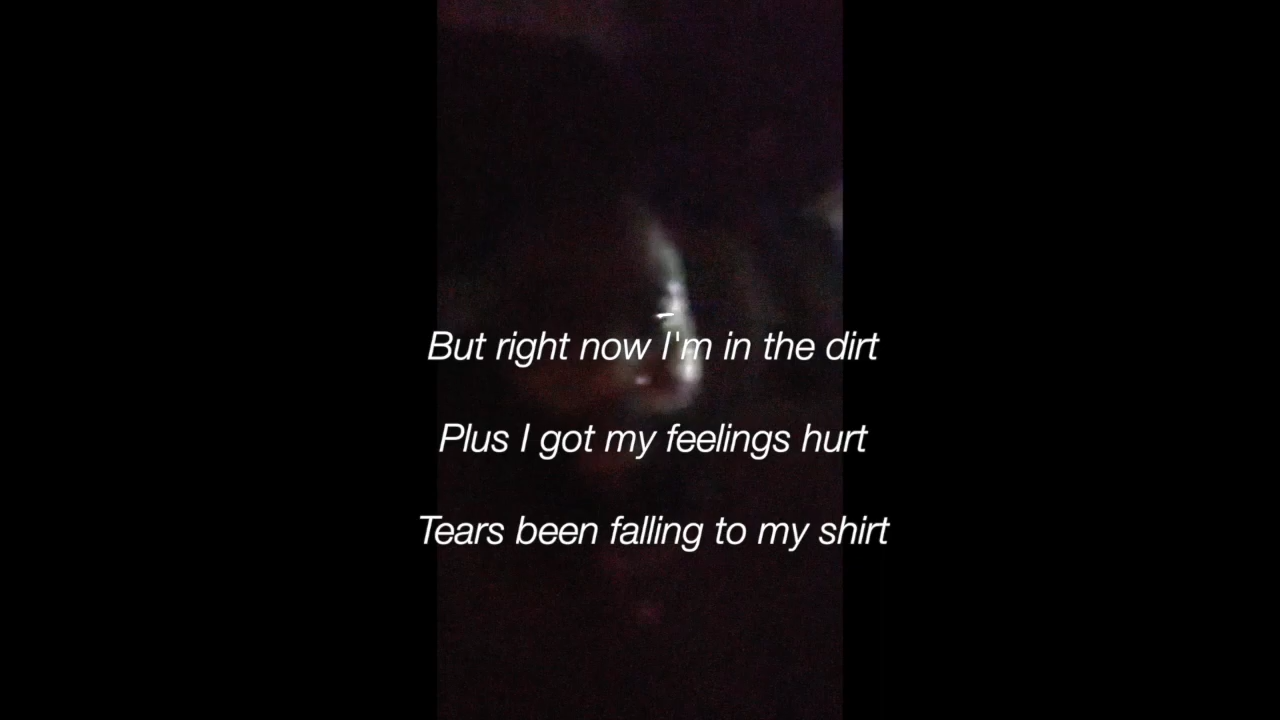 But right now I'm in the dirt
Plus I got my feelings hurt
Tears been falling to my shirt